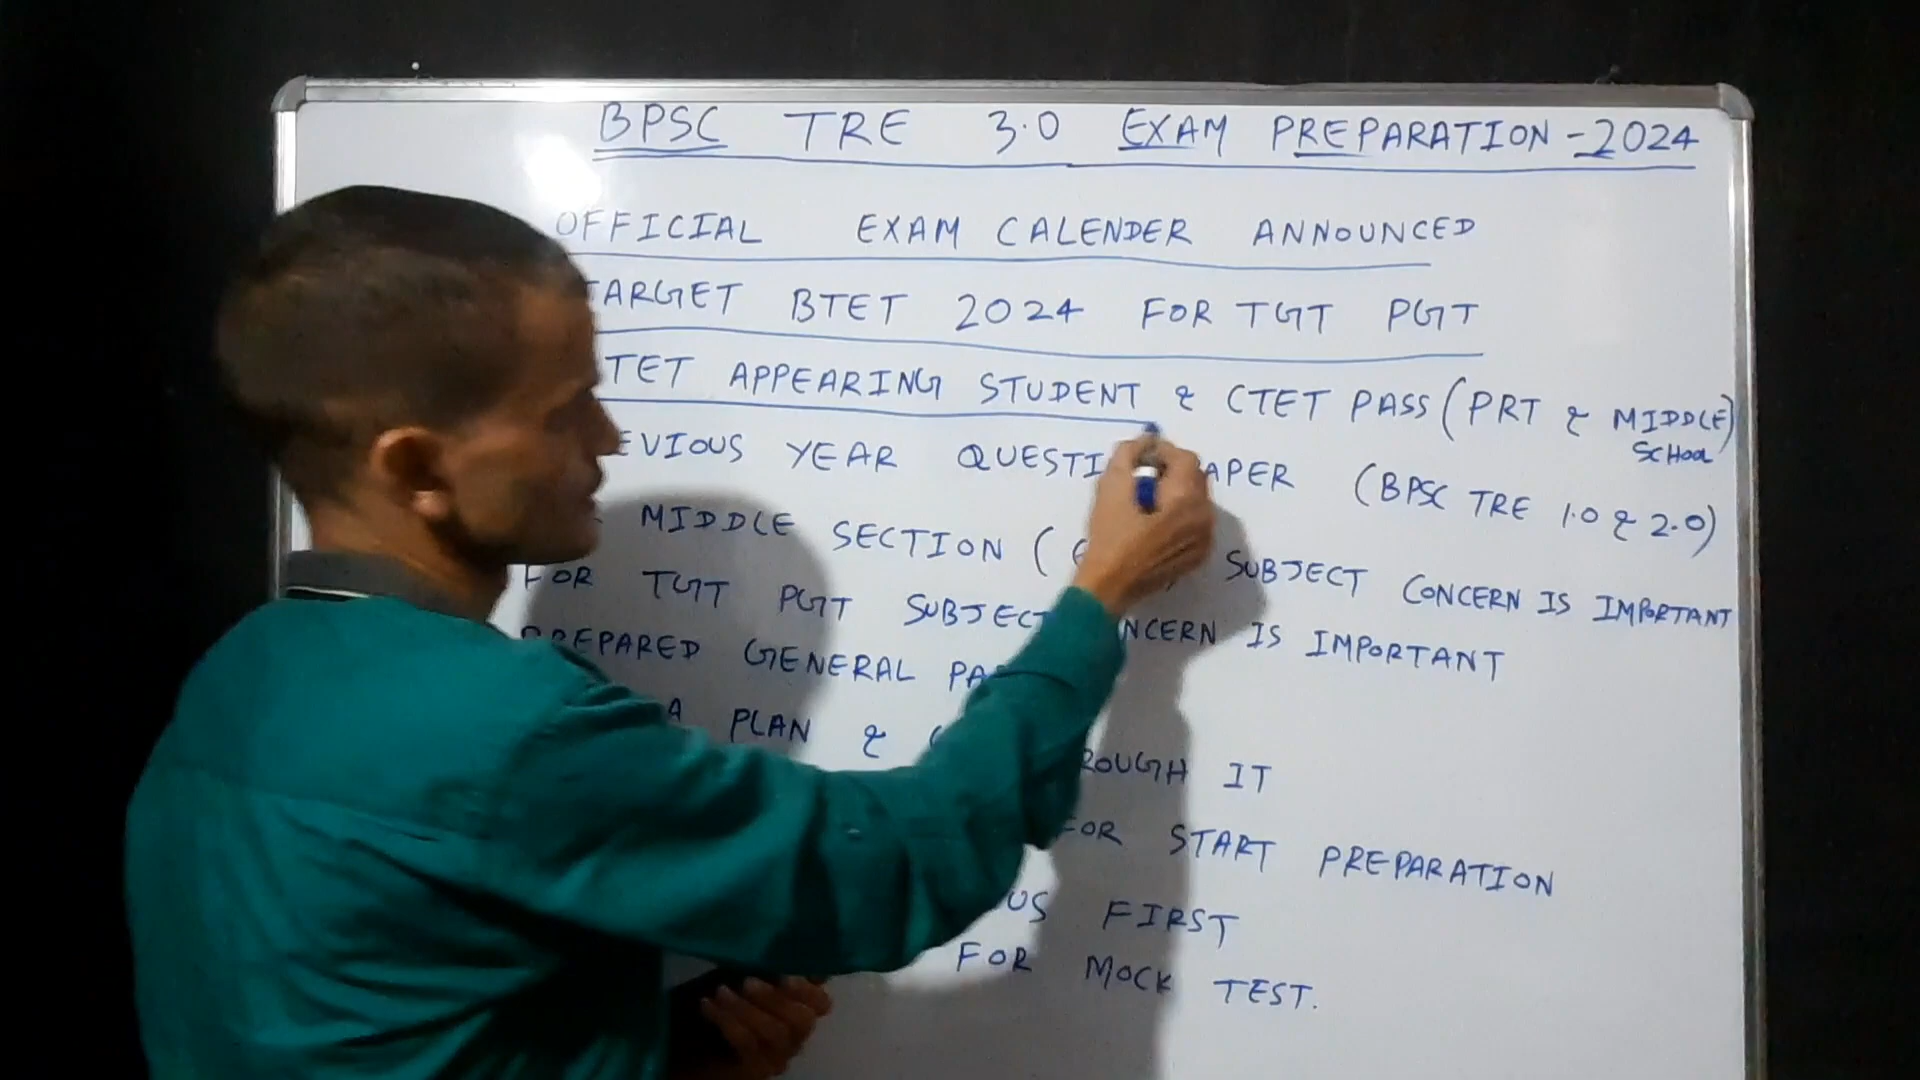 BPSC TRE 3.0 EXAM PREPARATION - 2024
OFFICIAL EXAM CALENDER ANNOUNCED
TARGET BTET 2024 FOR TGT PGT
TET APPEARING STUDENT & CTET PASS (PRT & MIDDLE)
SCHOOL
EVIOUS YEAR QUESTI APER (BPSC TRE 1.0 & 2.0)
MIDDLE SECTION ( SUBJECT CONCERN IS IMPORTANT
FOR TGT PGT SUBJECT NCERN IS IMPORTANT
PREPARED GENERAL PA
A PLAN & ROUGH IT
FOR START PREPARATION
US FIRST
FOR MOCK TEST.